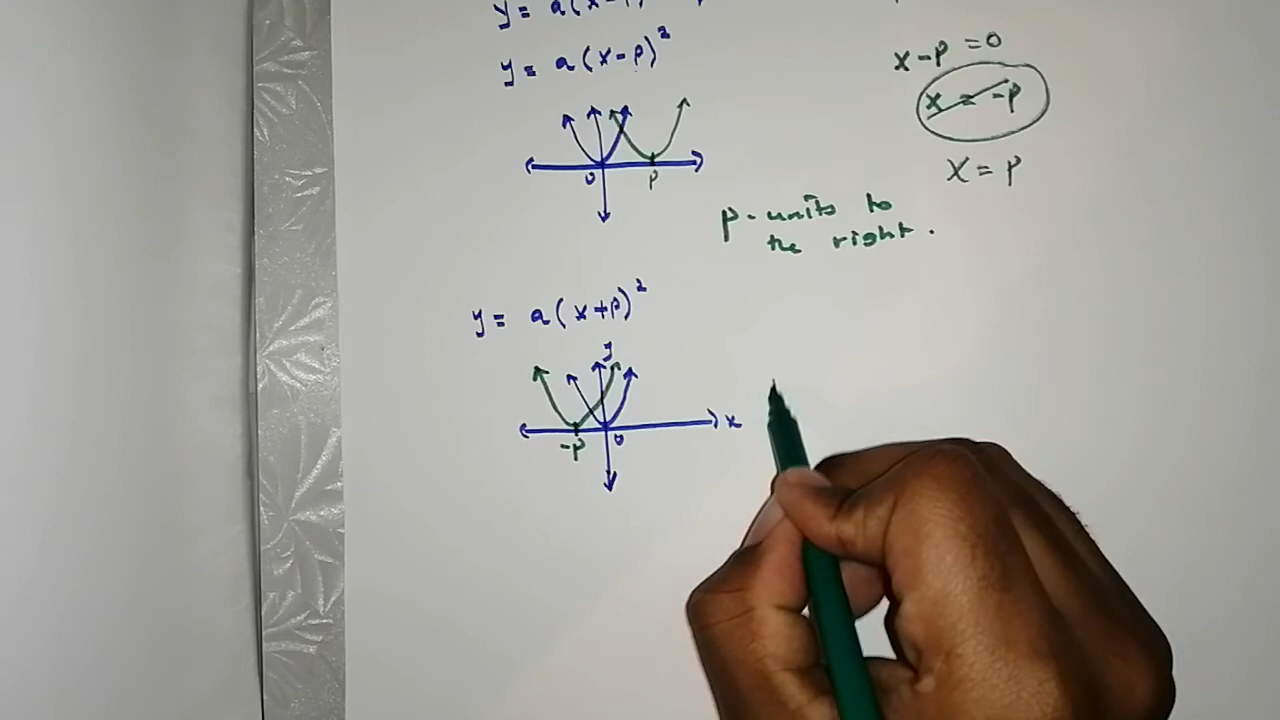 y = a(x-p)²
x-p = 0
x = -p
x = p
0
p
p-units to
the right.
y = a(x+p)²
y
x
-p
0